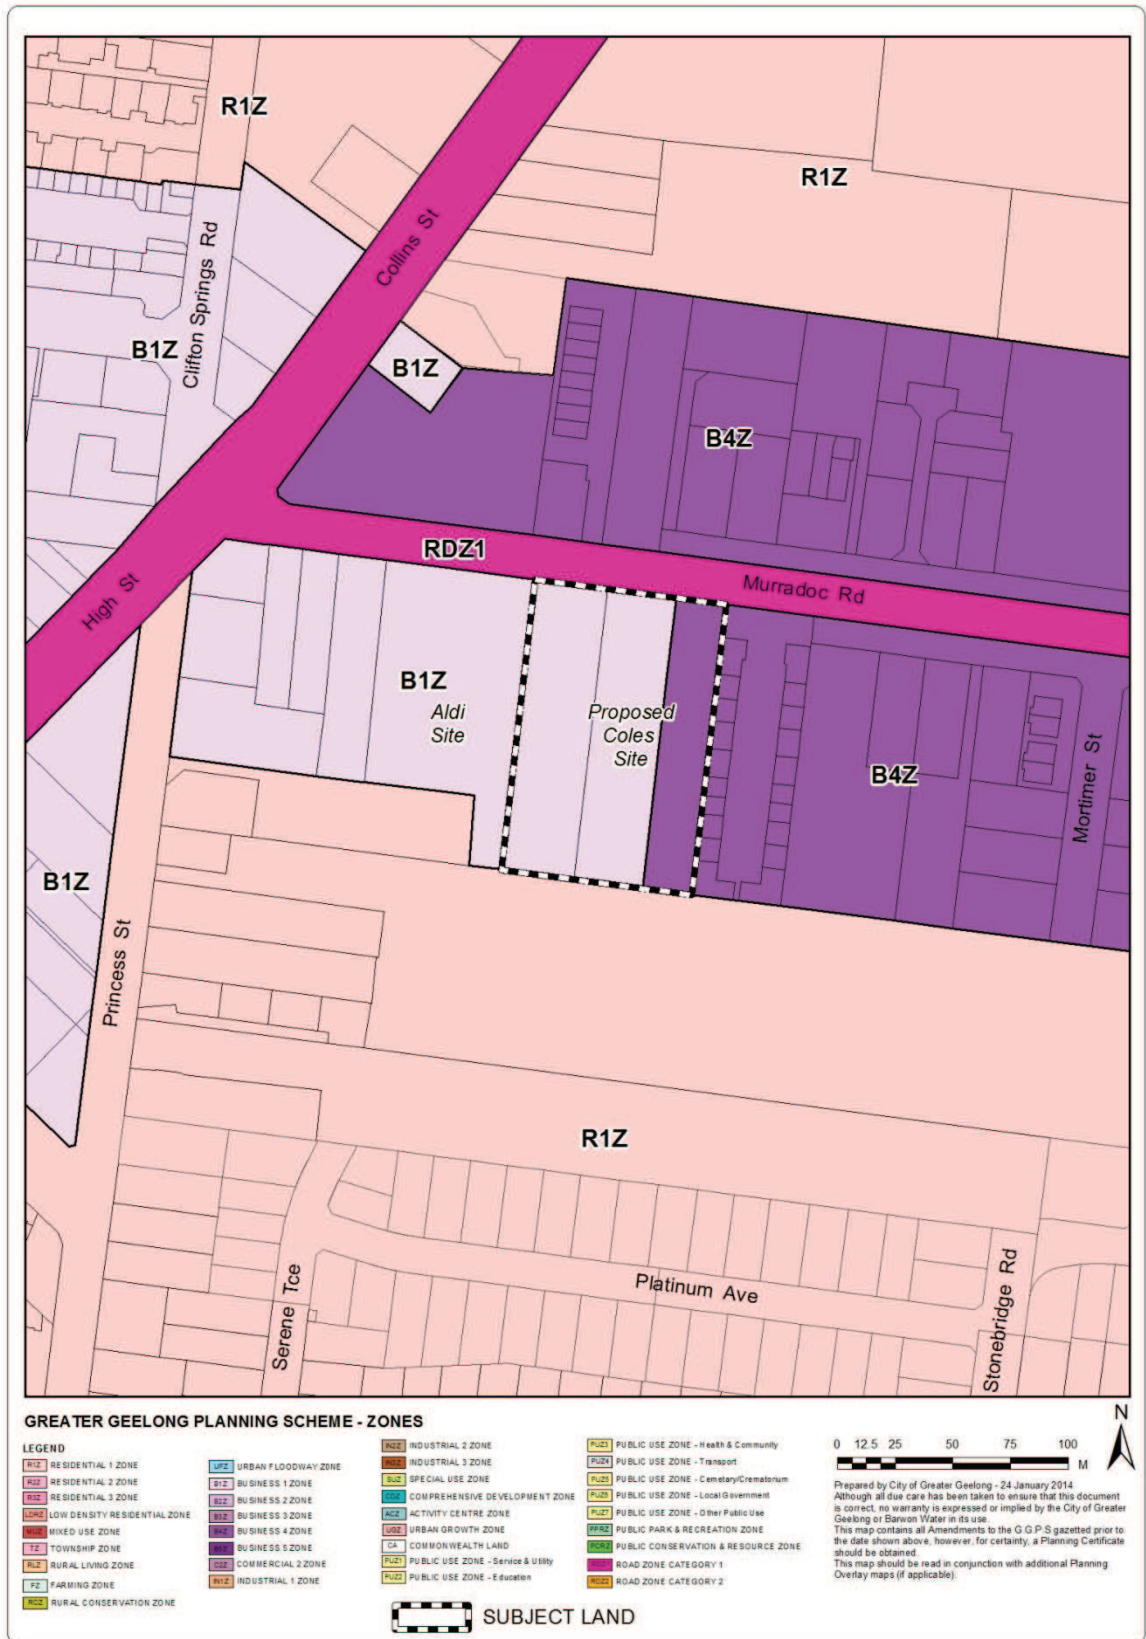 R1Z
R1Z
Collins St
Clifton Springs Rd
B1Z
B1Z
B4Z
RDZ1
Murradoc Rd
High St
B1Z
Aldi
Site
Proposed
Coles
Site
B4Z
Mortimer St
B1Z
Princess St
R1Z
Platinum Ave
Serene Tce
Stonebridge Rd
GREATER GEELONG PLANNING SCHEME - ZONES
LEGEND
R1Z RESIDENTIAL 1 ZONE
R2Z RESIDENTIAL 2 ZONE
R3Z RESIDENTIAL 3 ZONE
LDRZ LOW DENSITY RESIDENTIAL ZONE
MUZ MIXED USE ZONE
TZ TOWNSHIP ZONE
RLZ RURAL LIVING ZONE
FZ FARMING ZONE
RCZ RURAL CONSERVATION ZONE
UFZ URBAN FLOODWAY ZONE
B1Z BUSINESS 1 ZONE
B2Z BUSINESS 2 ZONE
B3Z BUSINESS 3 ZONE
B4Z BUSINESS 4 ZONE
B5Z BUSINESS 5 ZONE
C2Z COMMERCIAL 2 ZONE
IN1Z INDUSTRIAL 1 ZONE
IN2Z INDUSTRIAL 2 ZONE
IN3Z INDUSTRIAL 3 ZONE
SUZ SPECIAL USE ZONE
CDZ COMPREHENSIVE DEVELOPMENT ZONE
ACZ ACTIVITY CENTRE ZONE
UGZ URBAN GROWTH ZONE
CA COMMONWEALTH LAND
PUZ1 PUBLIC USE ZONE - Service & Utility
PUZ2 PUBLIC USE ZONE - Education
PUZ3 PUBLIC USE ZONE - Health & Community
PUZ4 PUBLIC USE ZONE - Transport
PUZ5 PUBLIC USE ZONE - Cemetary/Crematorium
PUZ6 PUBLIC USE ZONE - Local Government
PUZ7 PUBLIC USE ZONE - Other Public Use
PPRZ PUBLIC PARK & RECREATION ZONE
PCRZ PUBLIC CONSERVATION & RESOURCE ZONE
RDZ1 ROAD ZONE CATEGORY 1
RDZ2 ROAD ZONE CATEGORY 2
SUBJECT LAND
N
0 12.5 25 50 75 100
M
Prepared by City of Greater Geelong - 24 January 2014
Although all due care has been taken to ensure that this document
is correct, no warranty is expressed or implied by the City of Greater
Geelong or Barwon Water in its use.
This map contains all Amendments to the G.G.P.S gazetted prior to
the date shown above, however, for certainty, a Planning Certificate
should be obtained.
This map should be read in conjunction with additional Planning
Overlay maps (if applicable).